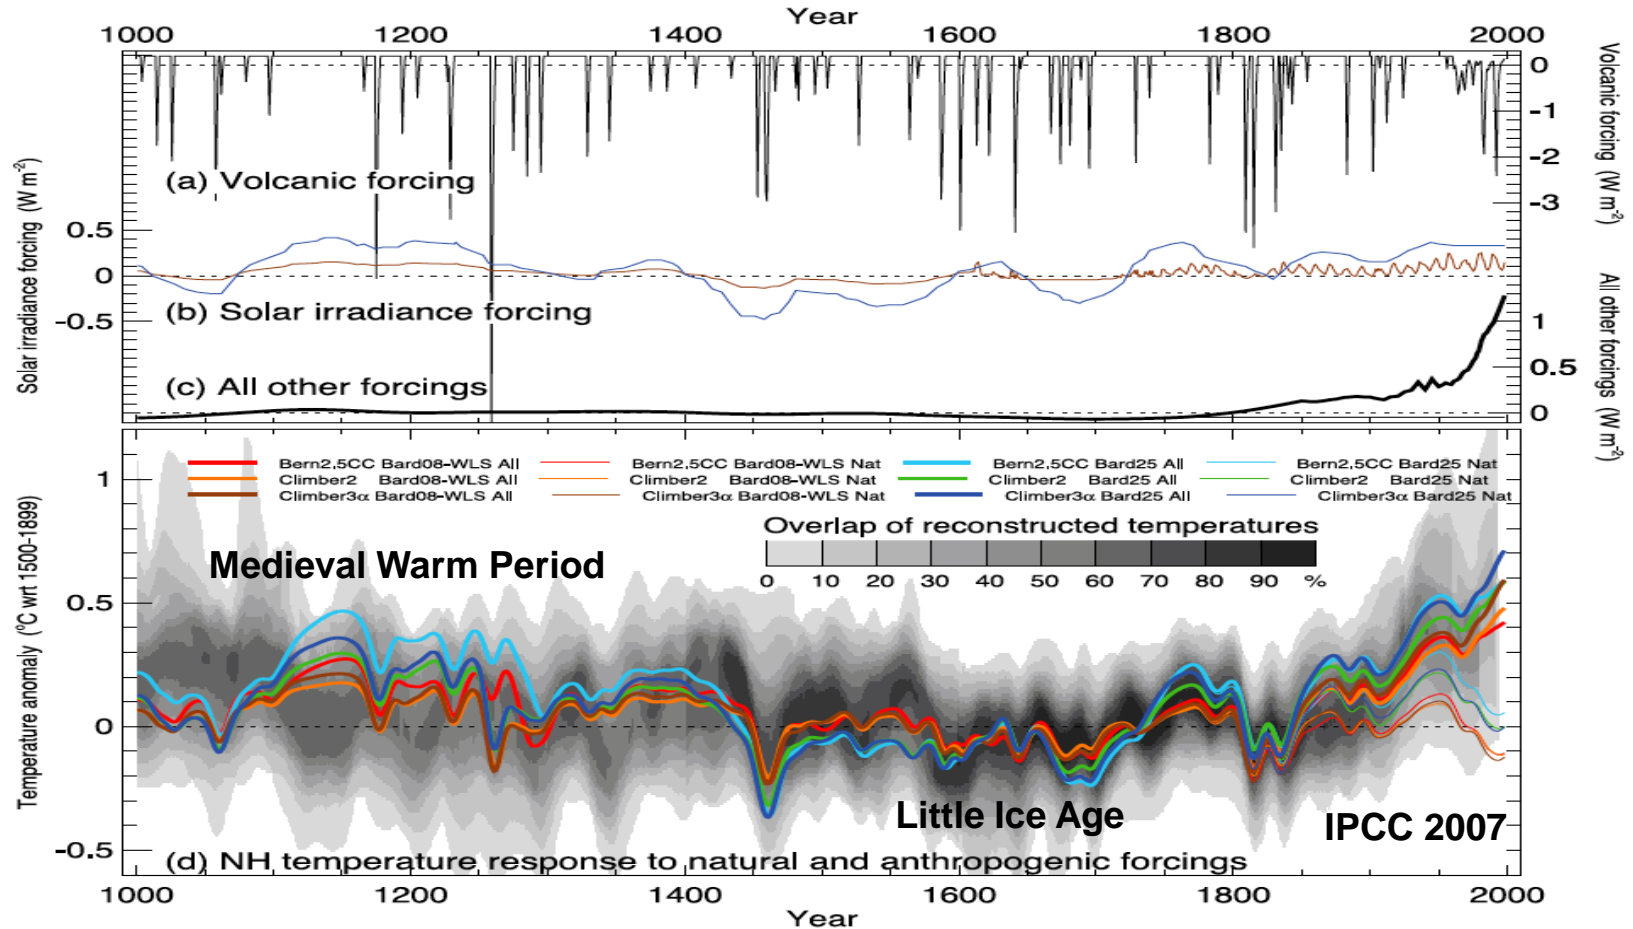 Year
1000 1200 1400 1600 1800 2000
0
-1
-2
-3
Volcanic forcing (W m-2)
(a) Volcanic forcing
Solar irradiance forcing (W m-2)
0.5
0
-0.5
(b) Solar irradiance forcing
All other forcings (W m-2)
1
0.5
0
(c) All other forcings
Bern2.5CC Bard08-WLS All Bern2.5CC Bard08-WLS Nat Bern2.5CC Bard25 All Bern2.5CC Bard25 Nat
Climber2 Bard08-WLS All Climber2 Bard08-WLS Nat Climber2 Bard25 All Climber2 Bard25 Nat
Climber3α Bard08-WLS All Climber3α Bard08-WLS Nat Climber3α Bard25 All Climber3α Bard25 Nat
Overlap of reconstructed temperatures
0 10 20 30 40 50 60 70 80 90 %
Medieval Warm Period
Temperature anomaly (°C wrt 1500-1899)
1
0.5
0
-0.5
Little Ice Age
IPCC 2007
(d) NH temperature response to natural and anthropogenic forcings
1000 1200 1400 1600 1800 2000
Year